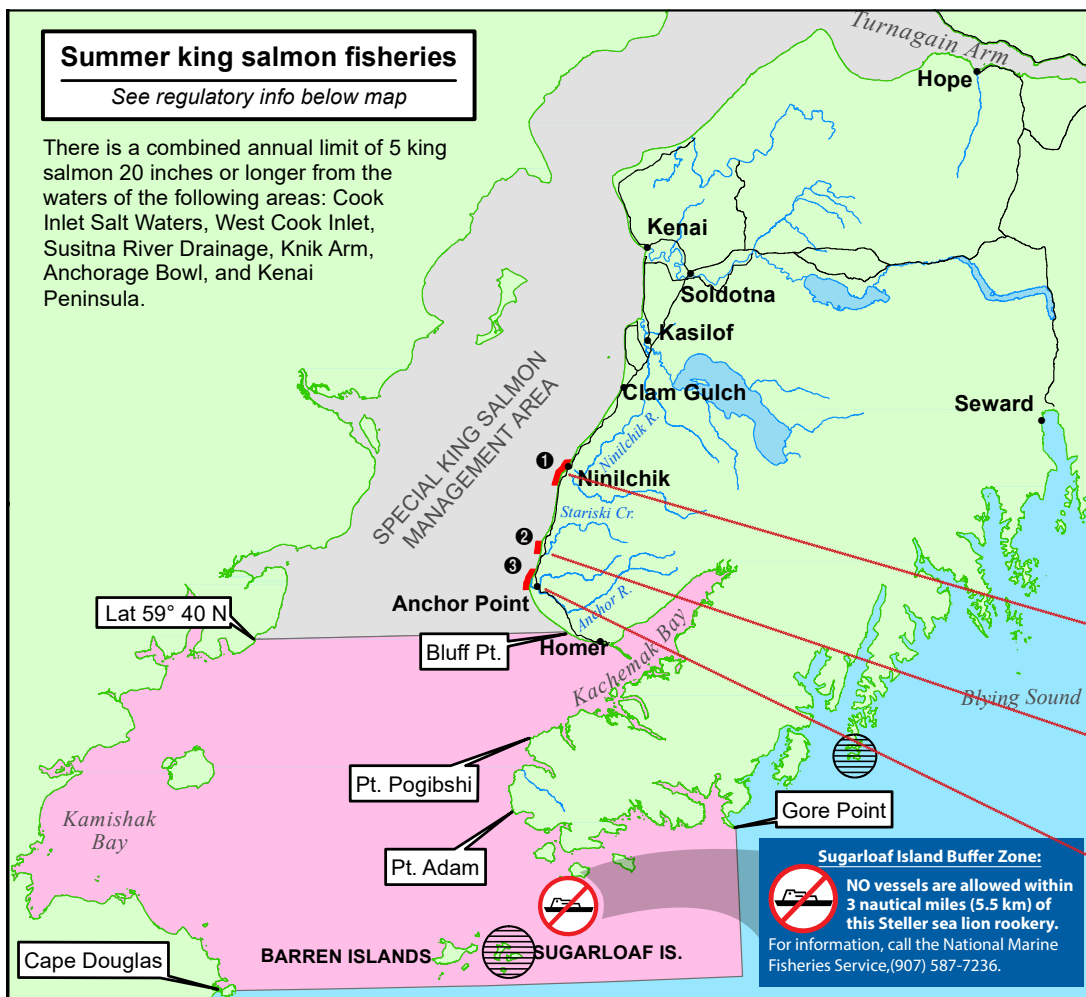 Summer king salmon fisheries
See regulatory info below map
There is a combined annual limit of 5 king
salmon 20 inches or longer from the
waters of the following areas: Cook
Inlet Salt Waters, West Cook Inlet,
Susitna River Drainage, Knik Arm,
Anchorage Bowl, and Kenai
Peninsula.
Turnagain Arm
Hope
Kenai
Soldotna
Kasilof
Clam Gulch
Seward
SPECIAL KING SALMON
MANAGEMENT AREA
Ninilchik R.
❶
Ninilchik
Stariski Cr.
❷
❸
Anchor Point
Anchor R.
Lat 59° 40 N
Bluff Pt.
Homer
Kachemak Bay
Blying Sound
Pt. Pogibshi
Gore Point
Kamishak
Bay
Pt. Adam
Sugarloaf Island Buffer Zone:
NO vessels are allowed within
3 nautical miles (5.5 km) of
this Steller sea lion rookery.
For information, call the National Marine
Fisheries Service,(907) 587-7236.
BARREN ISLANDS
SUGARLOAF IS.
Cape Douglas